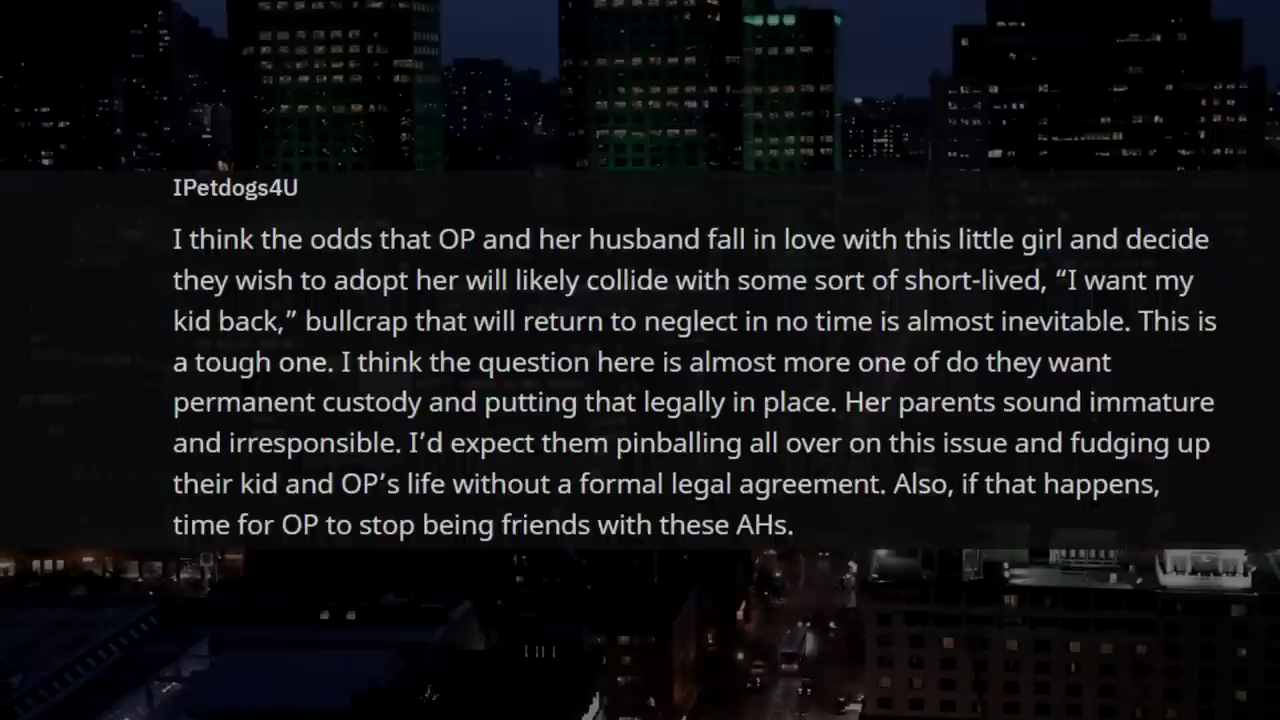 IPetdogs4U
I think the odds that OP and her husband fall in love with this little girl and decide
they wish to adopt her will likely collide with some sort of short-lived, “I want my
kid back,” bullcrap that will return to neglect in no time is almost inevitable. This is
a tough one. I think the question here is almost more one of do they want
permanent custody and putting that legally in place. Her parents sound immature
and irresponsible. I’d expect them pinballing all over on this issue and fudging up
their kid and OP’s life without a formal legal agreement. Also, if that happens,
time for OP to stop being friends with these AHs.